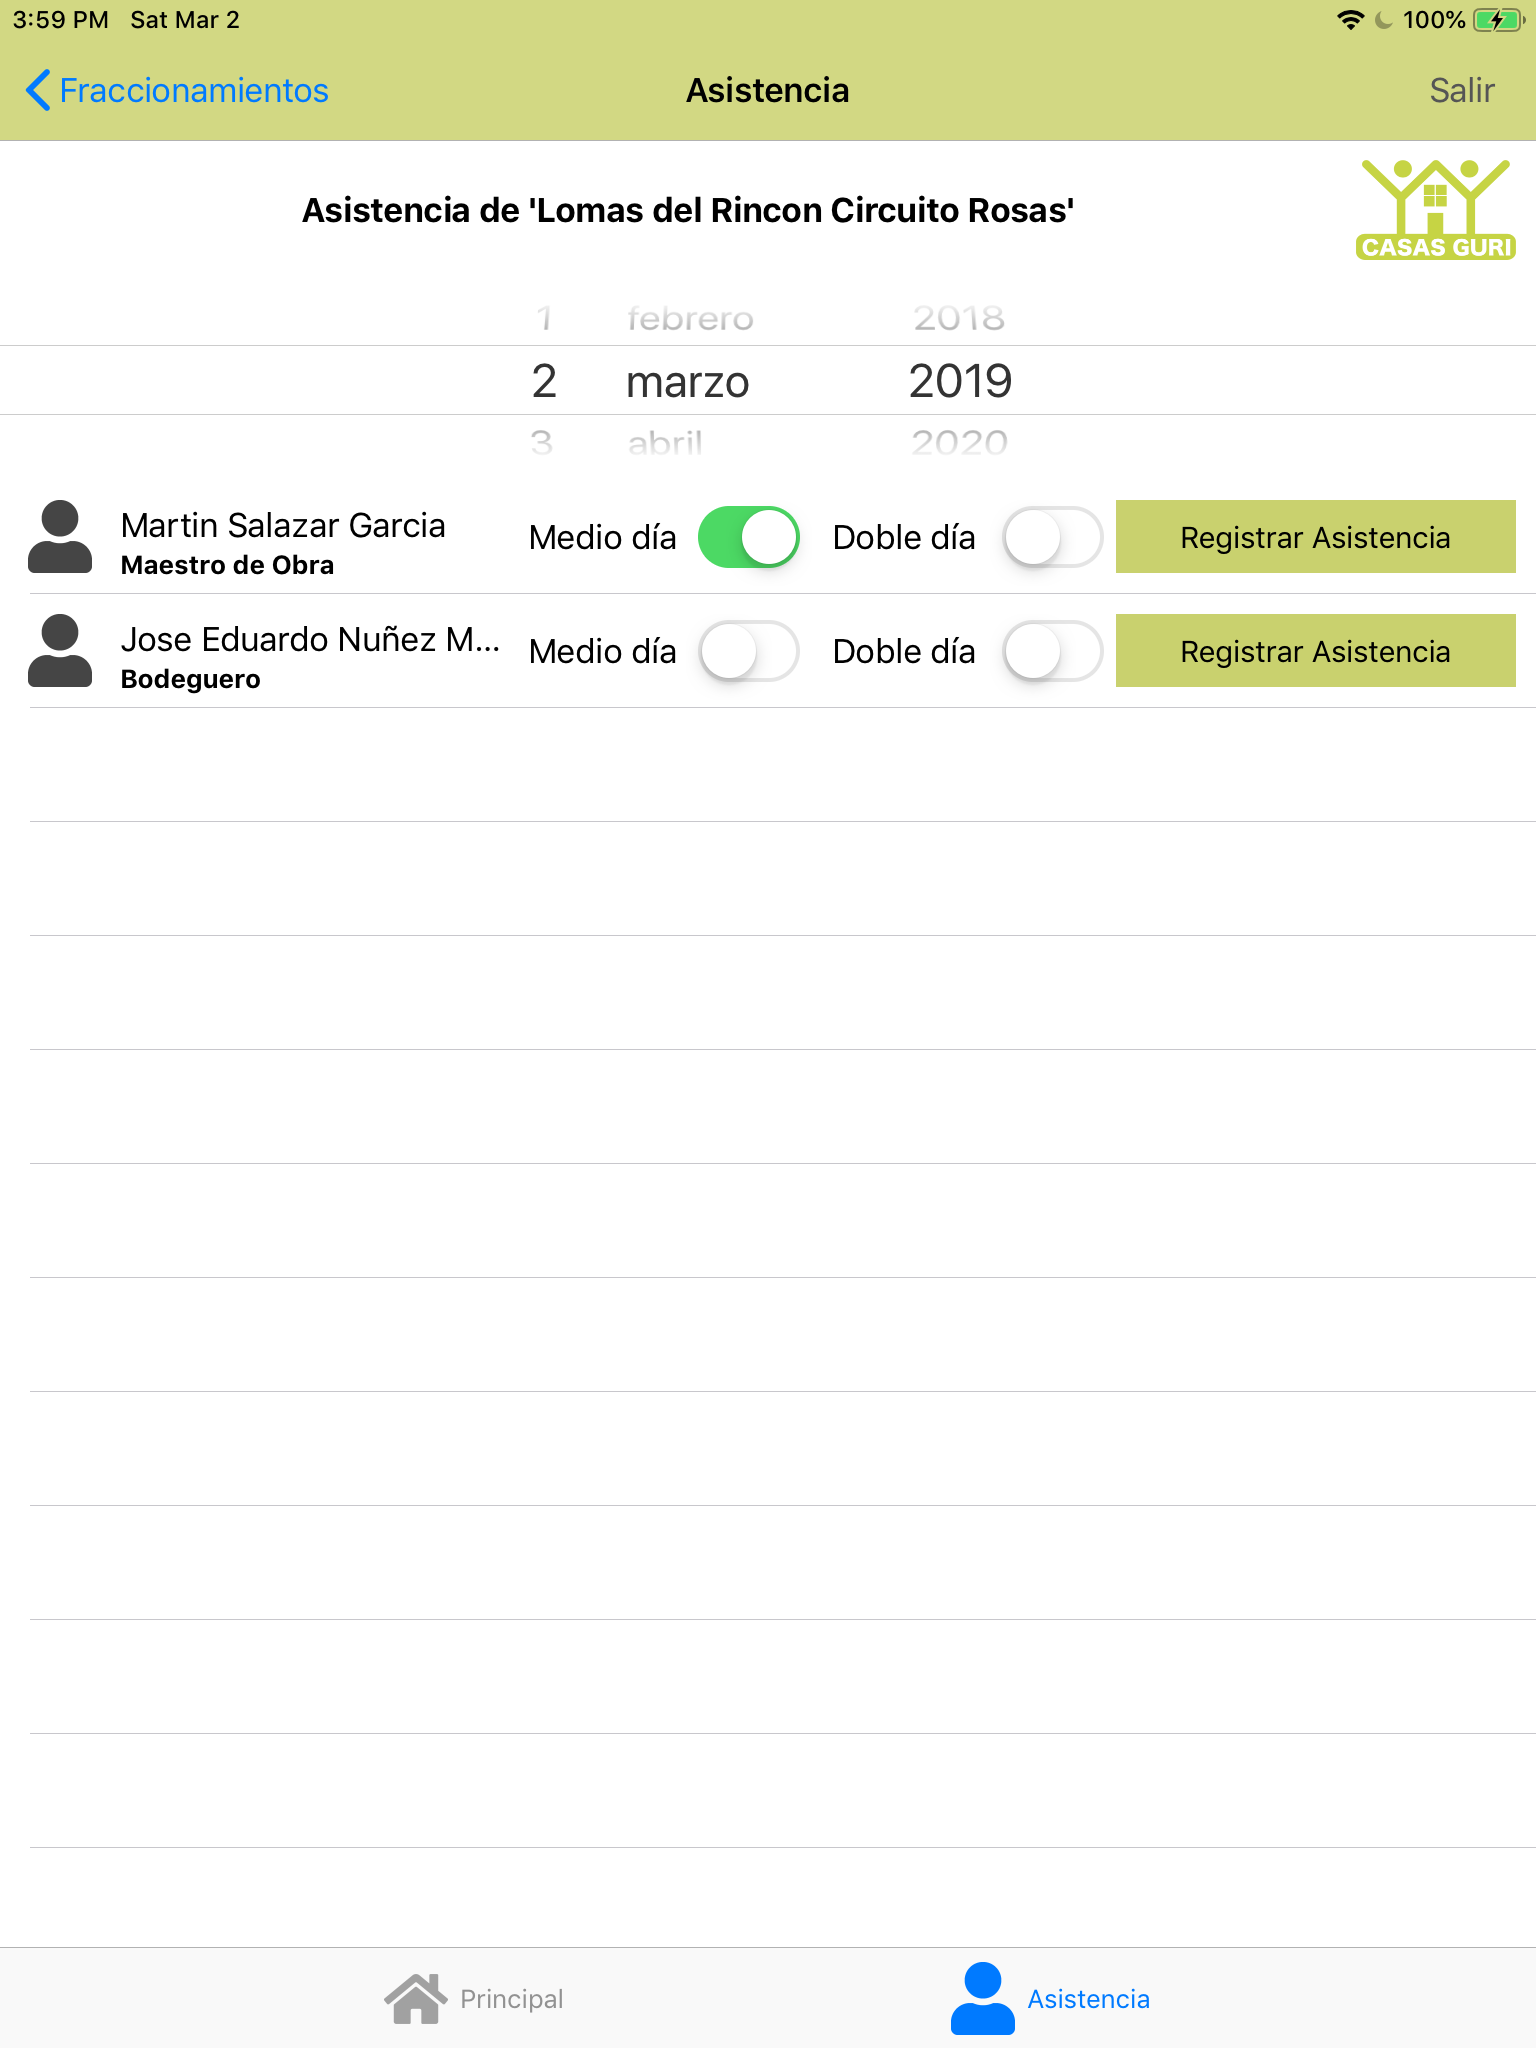 3:59 PM Sat Mar 2 100%
Fraccionamientos Asistencia Salir
Asistencia de 'Lomas del Rincon Circuito Rosas'
CASAS GURI
1 febrero 2018
2 marzo 2019
3 abril 2020
Martin Salazar Garcia
Maestro de Obra
Medio día Doble día Registrar Asistencia
Jose Eduardo Nuñez M...
Bodeguero
Medio día Doble día Registrar Asistencia
Principal Asistencia